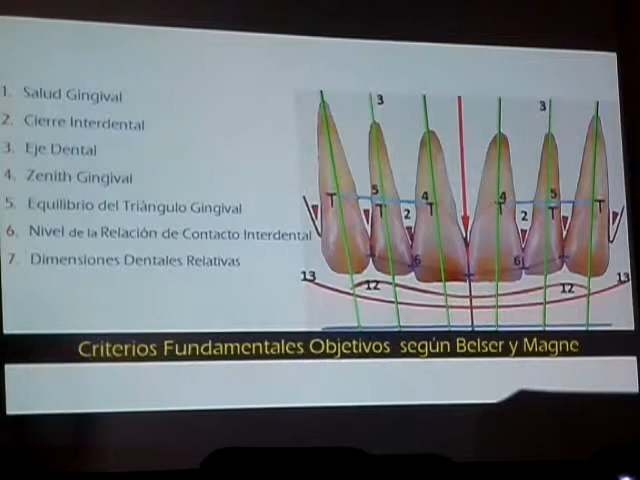 1. Salud Gingival
2. Cierre Interdental
3. Eje Dental
4. Zenith Gingival
5. Equilibrio del Triángulo Gingival
6. Nivel de la Relación de Contacto Interdental
7. Dimensiones Dentales Relativas
3 3
5 5
4 4
T T T T T T
2 2
6 6
13 13
12 12
Criterios Fundamentales Objetivos según Belser y Magne